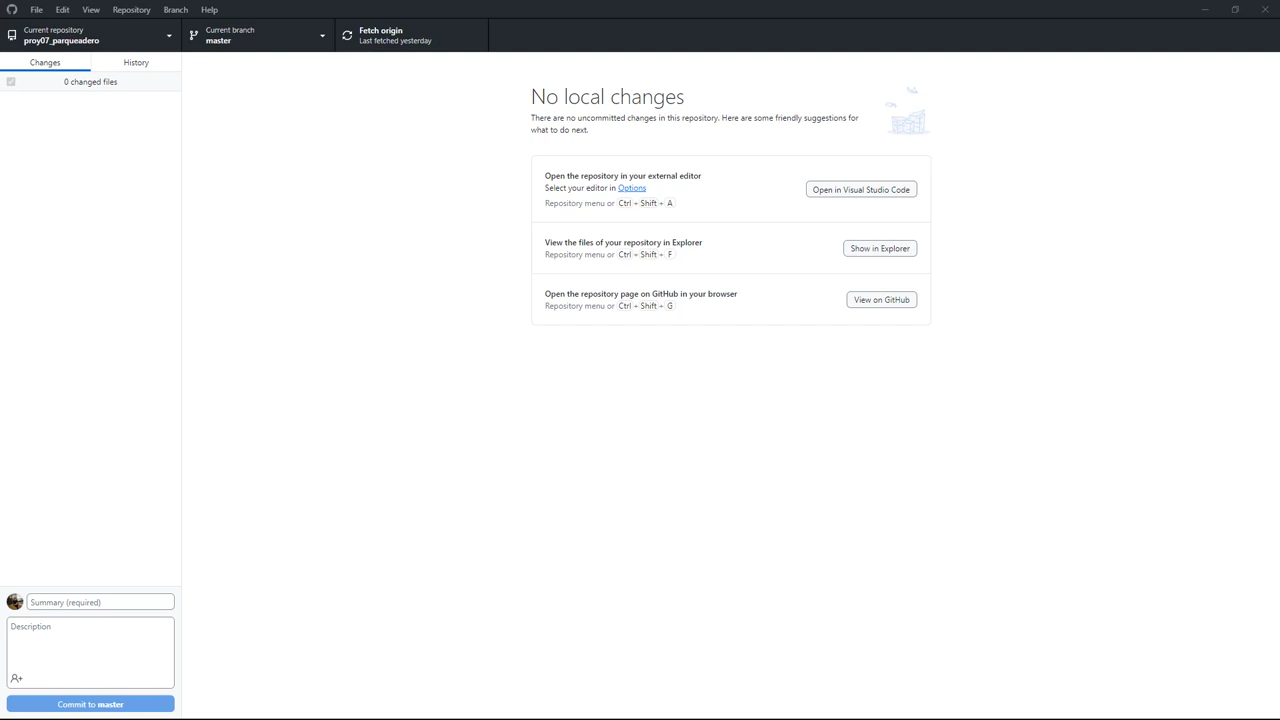 File Edit View Repository Branch Help
Current repository
proy07_parqueadero
Current branch
master
Fetch origin
Last fetched yesterday
Changes
History
0 changed files
No local changes
There are no uncommitted changes in this repository. Here are some friendly suggestions for
what to do next.
Open the repository in your external editor
Select your editor in Options
Repository menu or Ctrl + Shift + A
Open in Visual Studio Code
View the files of your repository in Explorer
Repository menu or Ctrl + Shift + F
Show in Explorer
Open the repository page on GitHub in your browser
Repository menu or Ctrl + Shift + G
View on GitHub
Summary (required)
Description
Commit to master